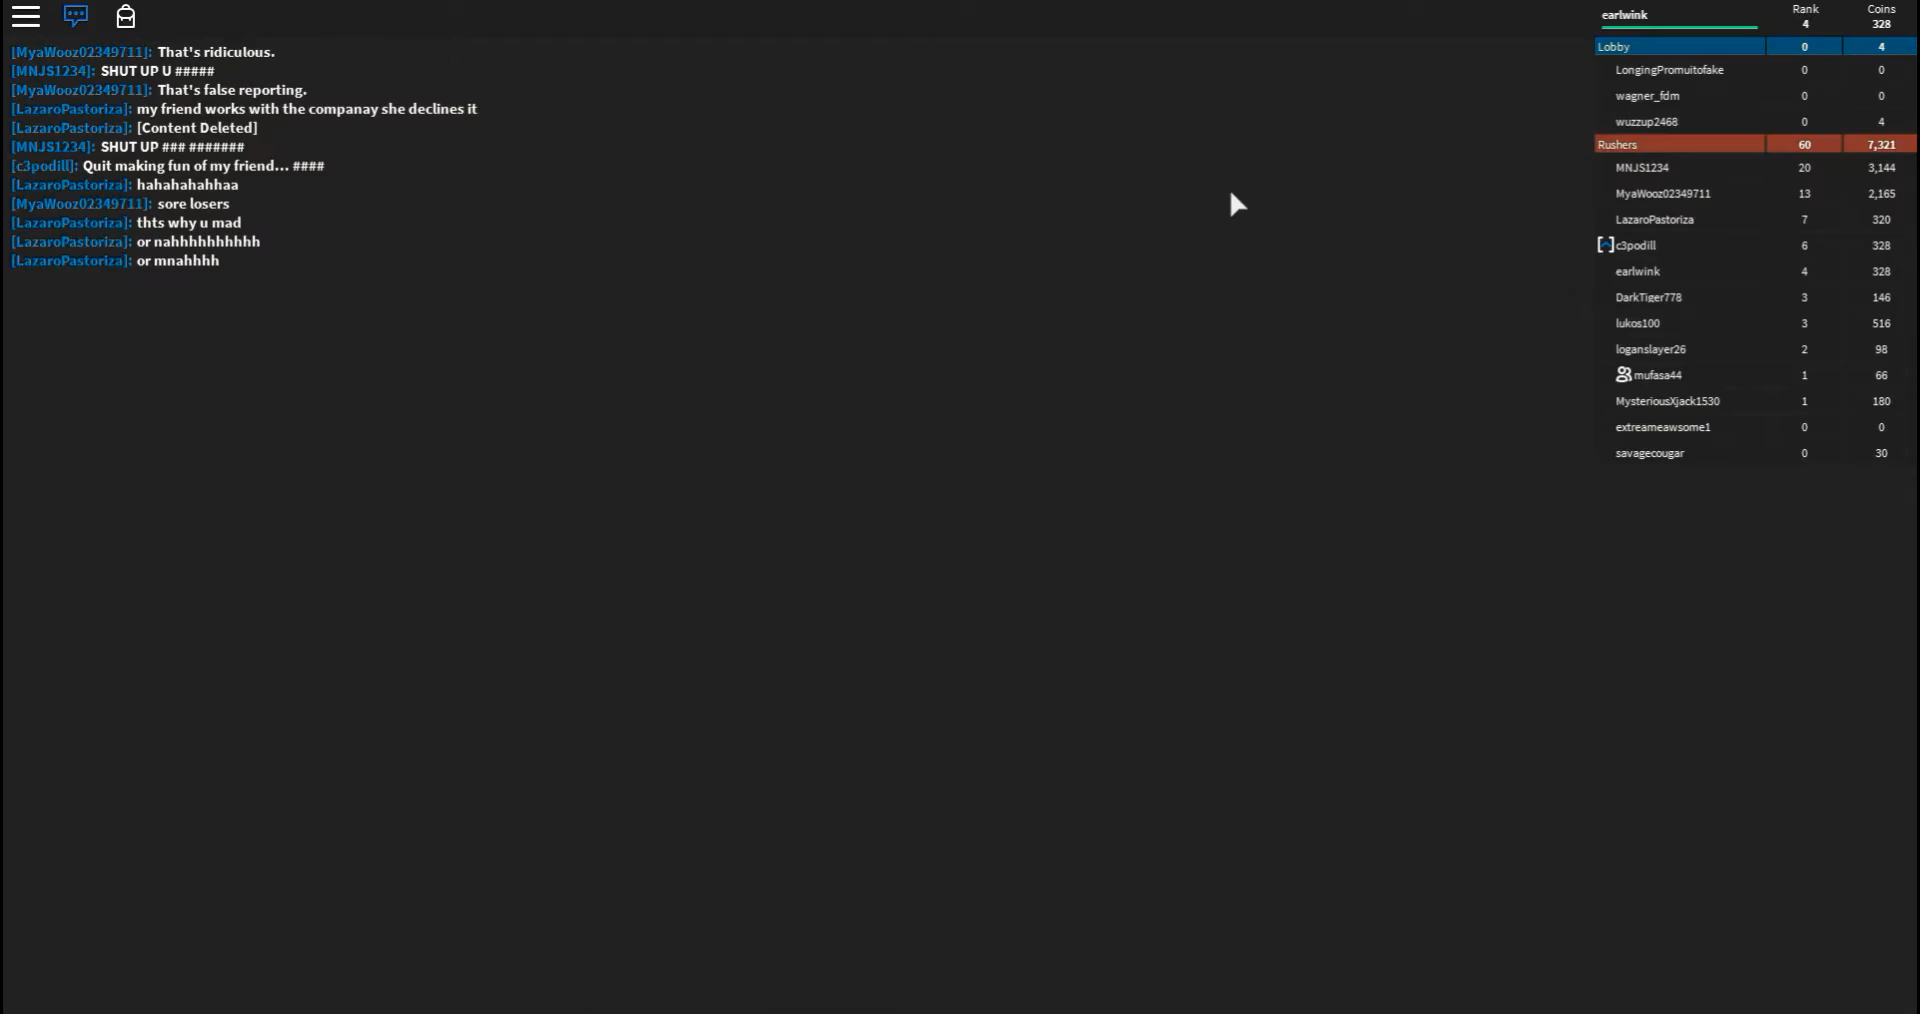 [MyaWooz02349711]: That's ridiculous.
[MNJS1234]: SHUT UP U #####
[MyaWooz02349711]: That's false reporting.
[LazaroPastoriza]: my friend works with the companay she declines it
[LazaroPastoriza]: [Content Deleted]
[MNJS1234]: SHUT UP ### #######
[c3podill]: Quit making fun of my friend... ####
[LazaroPastoriza]: hahahahahhaa
[MyaWooz02349711]: sore losers
[LazaroPastoriza]: thts why u mad
[LazaroPastoriza]: or nahhhhhhhhhh
[LazaroPastoriza]: or mnahhhh
earlwink Rank 4 Coins 328
Lobby 0 4
LongingPromuitofake 0 0
wagner_fdm 0 0
wuzzup2468 0 4
Rushers 60 7,321
MNJS1234 20 3,144
MyaWooz02349711 13 2,165
LazaroPastoriza 7 320
c3podill 6 328
earlwink 4 328
DarkTiger778 3 146
lukos100 3 516
loganslayer26 2 98
mufasa44 1 66
MysteriousXjack1530 1 180
extreameawsome1 0 0
savagecougar 0 30